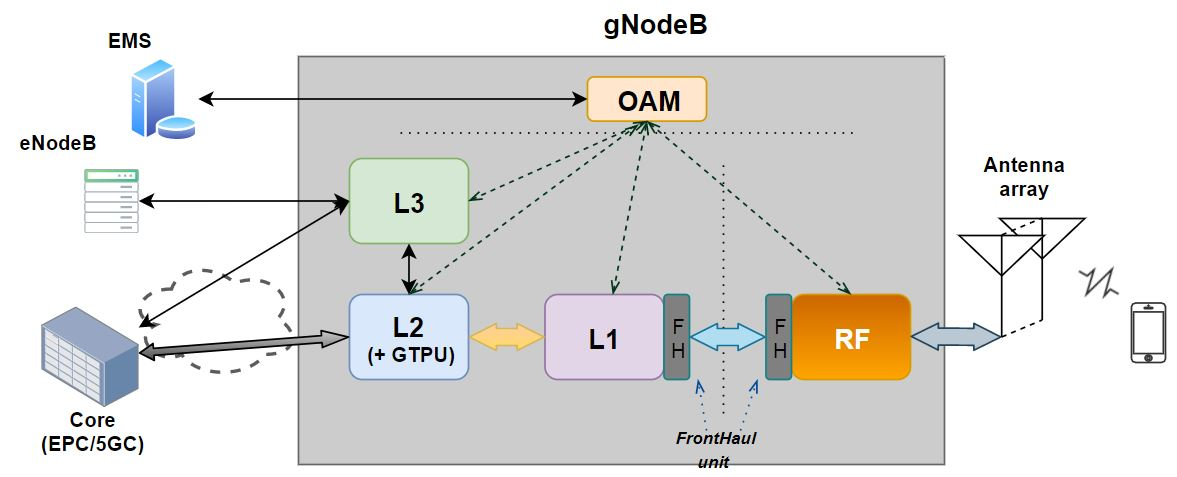 gNodeB
EMS
OAM
eNodeB
L3
Antenna
array
L2
(+ GTPU)
L1
F
H
F
H
RF
Core
(EPC/5GC)
FrontHaul
unit